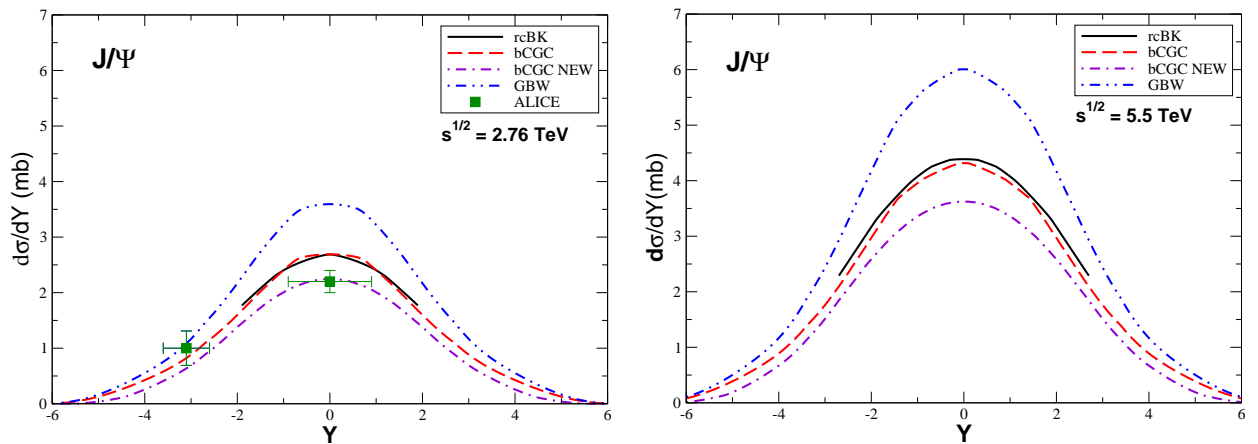 J/Ψ
rcBK
bCGC
bCGC NEW
GBW
ALICE
s^1/2 = 2.76 TeV
dσ/dY (mb)
7
6
5
4
3
2
1
0
-6 -4 -2 0 2 4 6
Y
J/Ψ
rcBK
bCGC
bCGC NEW
GBW
s^1/2 = 5.5 TeV
dσ/dY(mb)
7
6
5
4
3
2
1
0
-6 -4 -2 0 2 4 6
Y